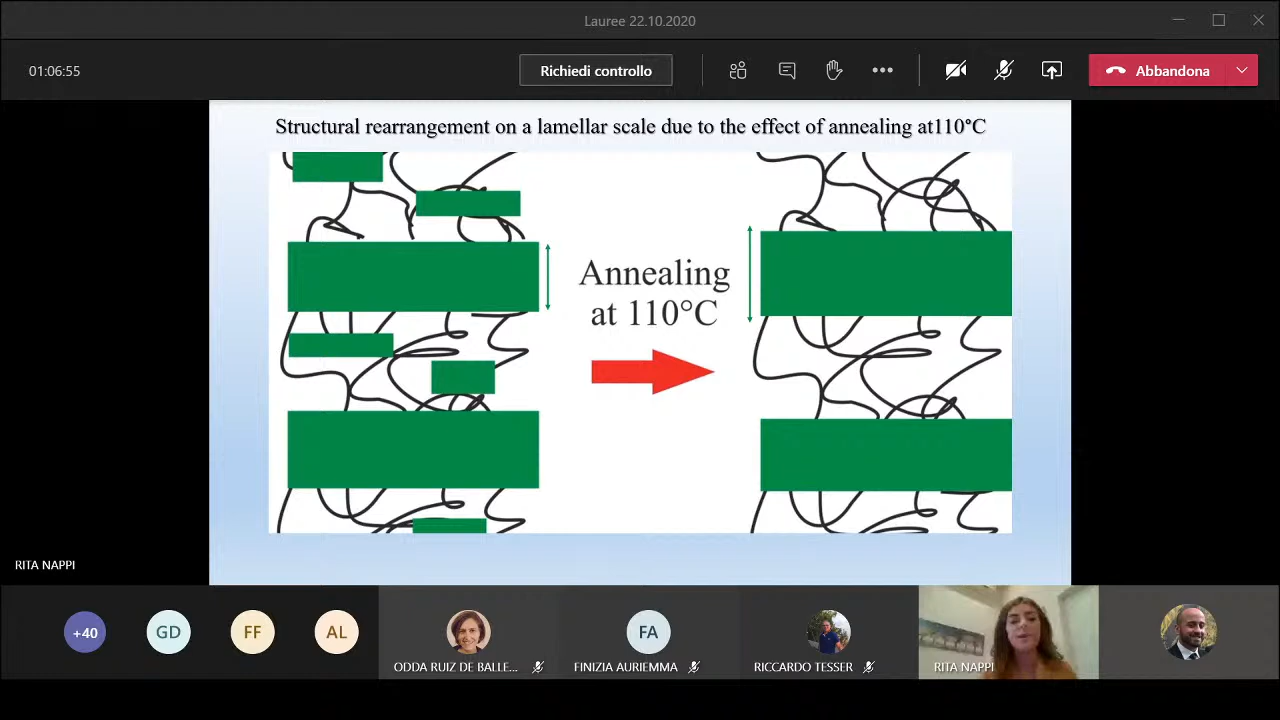 Lauree 22.10.2020
01:06:55
Richiedi controllo
Abbandona
Structural rearrangement on a lamellar scale due to the effect of annealing at110°C
Annealing
at 110°C
RITA NAPPI
+40
GD
FF
AL
ODDA RUIZ DE BALLE...
FA
FINIZIA AURIEMMA
RICCARDO TESSER
RITA NAPPI